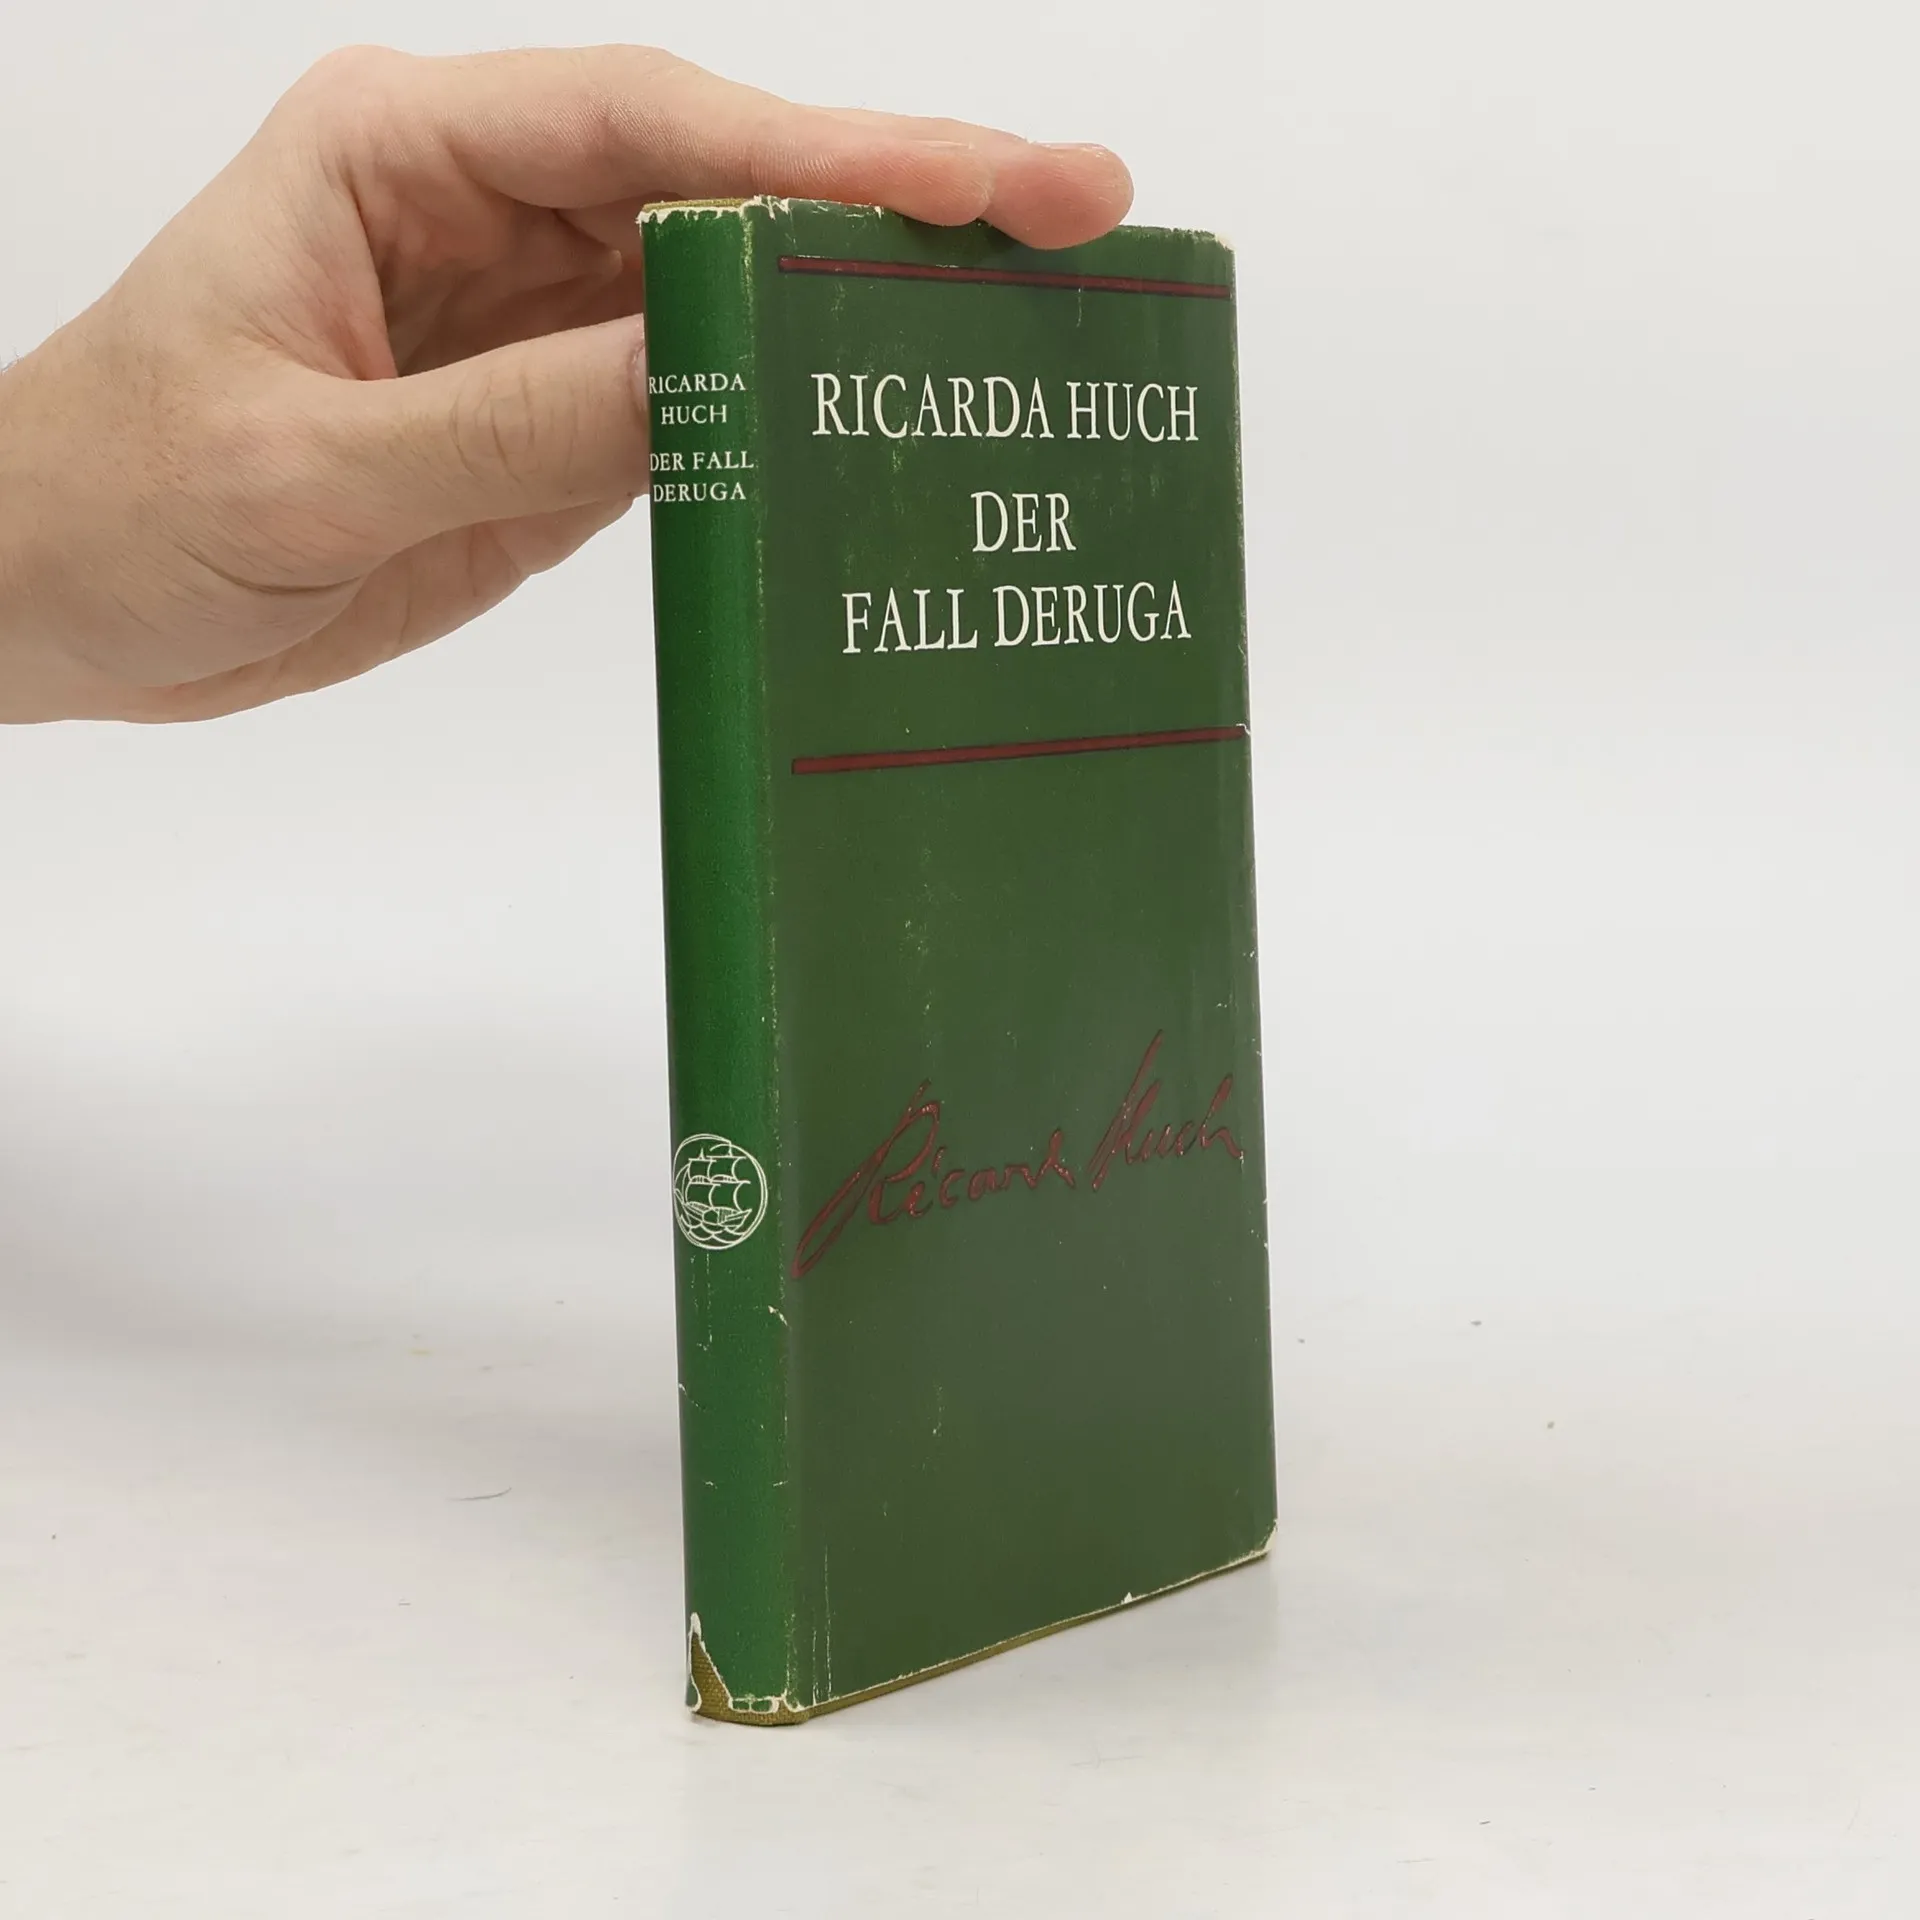 RICARDA
HUCH
DER FALL
DERUGA
RICARDA HUCH
DER
FALL DERUGA
Ricarda Huch